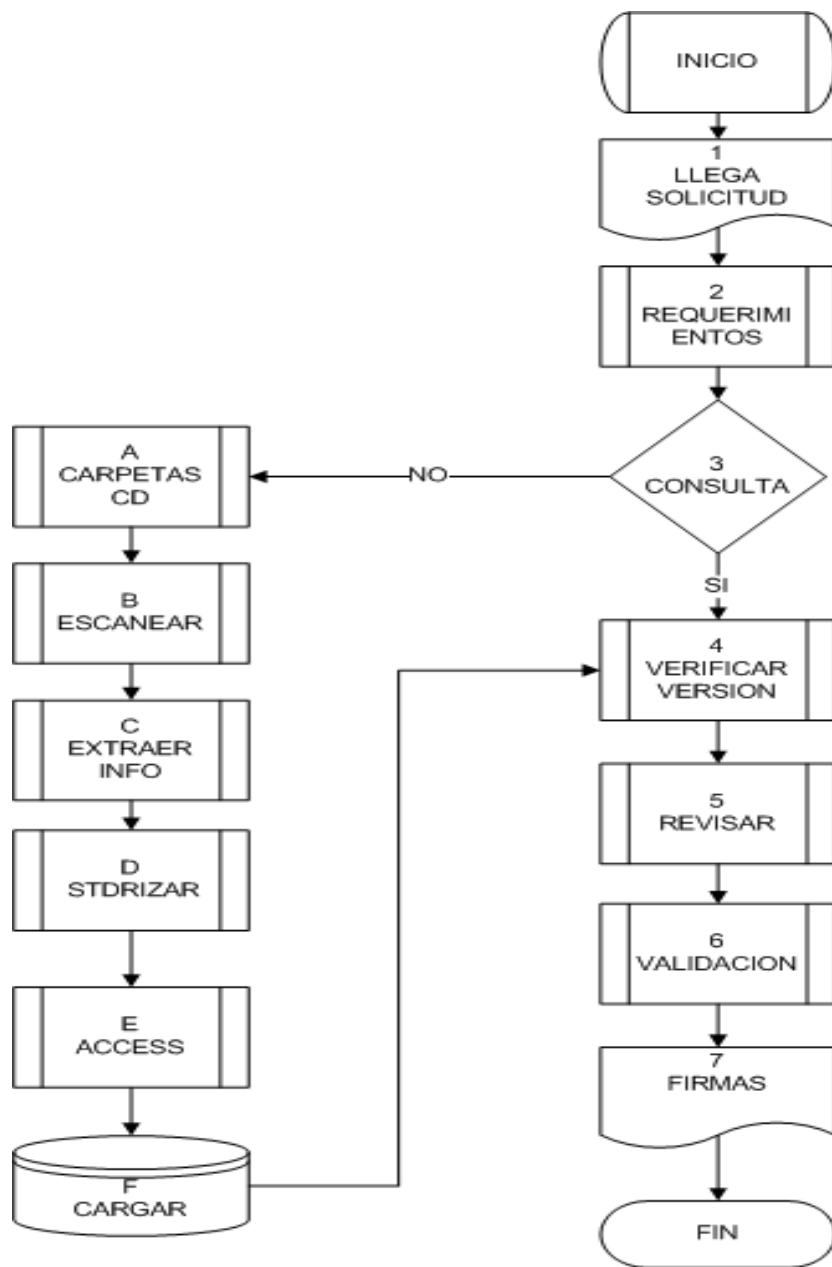 INICIO
1
LLEGA
SOLICITUD
2
REQUERIMI
ENTOS
3
CONSULTA
NO
SI
A
CARPETAS
CD
B
ESCANEAR
C
EXTRAER
INFO
D
STDRIZAR
E
ACCESS
F
CARGAR
4
VERIFICAR
VERSION
5
REVISAR
6
VALIDACION
7
FIRMAS
FIN